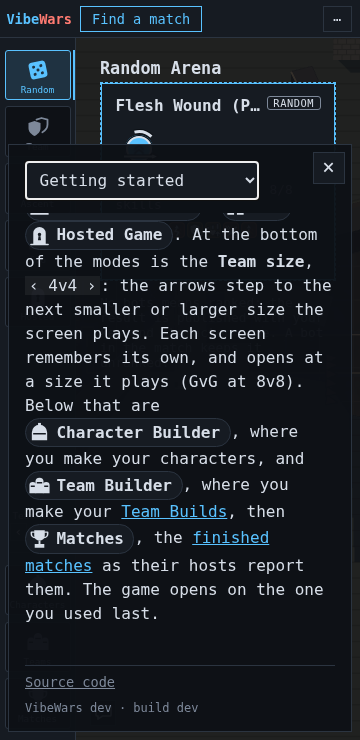 VibeWars
Find a match
⋯
Random
Random Arena
Flesh Wound (P…
RANDOM
Getting started
×
Hosted Game. At the bottom
of the modes is the Team size,
‹ 4v4 ›: the arrows step to the
next smaller or larger size the
screen plays. Each screen
remembers its own, and opens at
a size it plays (GvG at 8v8).
Below that are
Character Builder, where
you make your characters, and
Team Builder, where you
make your Team Builds, then
Matches, the finished
matches as their hosts report
them. The game opens on the one
you used last.
Source code
VibeWars dev · build dev